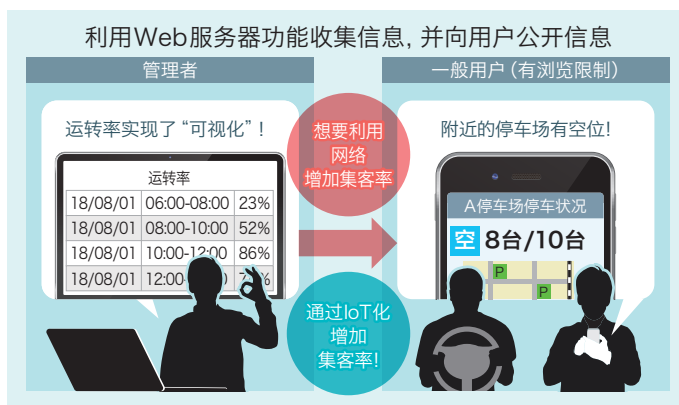 利用Web服务器功能收集信息, 并向用户公开信息
管理者
运转率实现了“可视化”！
运转率
18/08/01 06:00-08:00 23%
18/08/01 08:00-10:00 52%
18/08/01 10:00-12:00 86%
18/08/01 12:00-
想要利用
网络
增加集客率
通过IoT化
增加
集客率!
一般用户（有浏览限制）
附近的停车场有空位!
A停车场停车状况
空 8台/10台
P
P